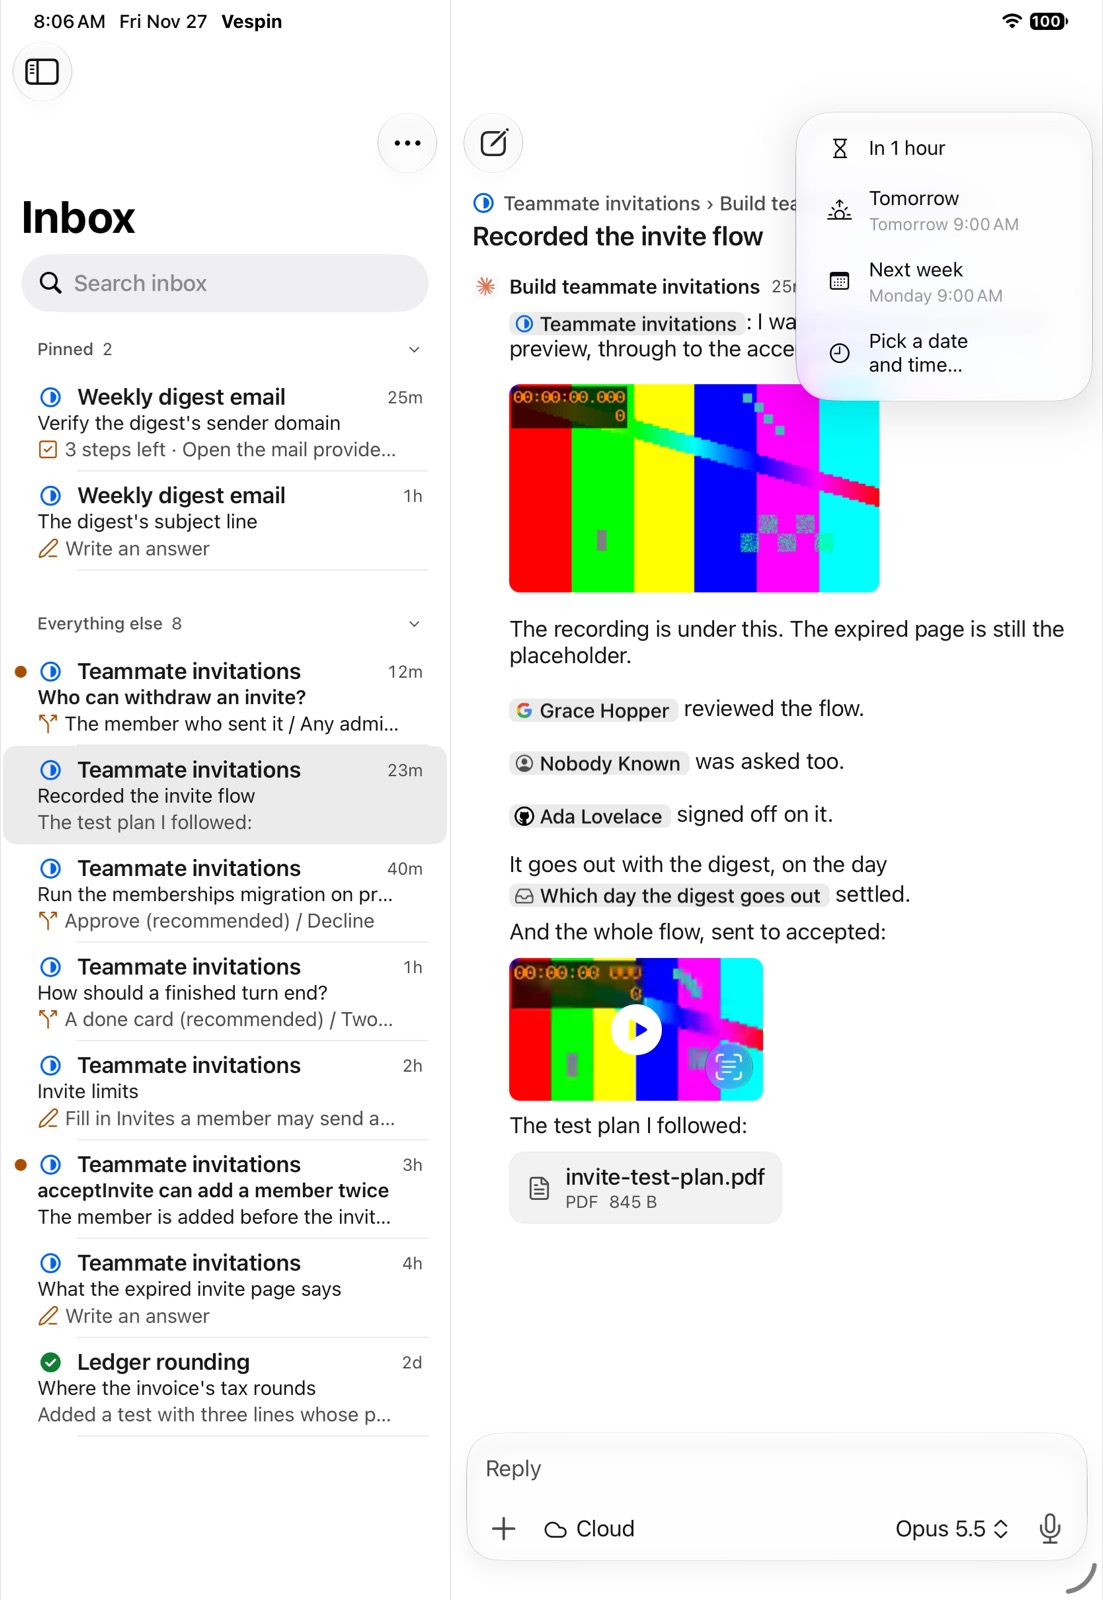 8:06 AM Fri Nov 27 Vespin
100
Inbox
Search inbox
Pinned 2
Weekly digest email 25m
Verify the digest's sender domain
3 steps left · Open the mail provide...
Weekly digest email 1h
The digest's subject line
Write an answer
Everything else 8
Teammate invitations 12m
Who can withdraw an invite?
The member who sent it / Any admi...
Teammate invitations 23m
Recorded the invite flow
The test plan I followed:
Teammate invitations 40m
Run the memberships migration on pr...
Approve (recommended) / Decline
Teammate invitations 1h
How should a finished turn end?
A done card (recommended) / Two...
Teammate invitations 2h
Invite limits
Fill in Invites a member may send a...
Teammate invitations 3h
acceptInvite can add a member twice
The member is added before the invit...
Teammate invitations 4h
What the expired invite page says
Write an answer
Ledger rounding 2d
Where the invoice's tax rounds
Added a test with three lines whose p...
In 1 hour
Tomorrow
Tomorrow 9:00 AM
Next week
Monday 9:00 AM
Pick a date
and time...
Teammate invitations › Build
Recorded the invite flow
Build teammate invitations
Teammate invitations : I
preview, through to the
00:00:00.000
0
The recording is under this. The expired page is still the
placeholder.
Grace Hopper reviewed the flow.
Nobody Known was asked too.
Ada Lovelace signed off on it.
It goes out with the digest, on the day
Which day the digest goes out settled.
And the whole flow, sent to accepted:
00:00:00
0
The test plan I followed:
invite-test-plan.pdf
PDF 845 B
Reply
Cloud
Opus 5.5